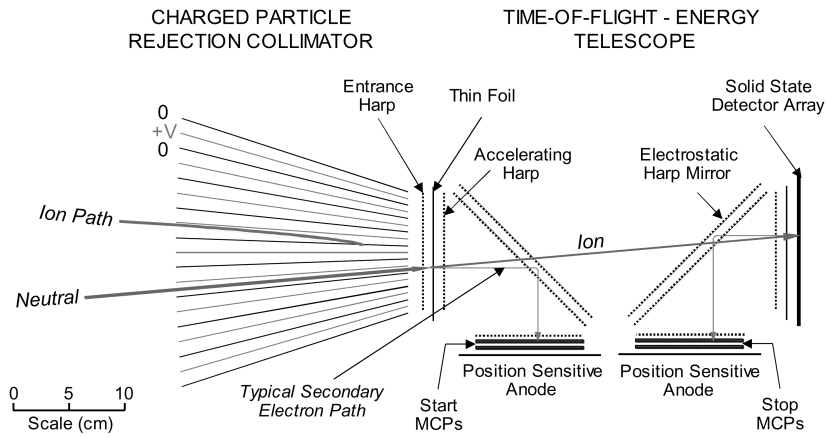 CHARGED PARTICLE
REJECTION COLLIMATOR
TIME-OF-FLIGHT - ENERGY
TELESCOPE
Entrance
Harp
Thin Foil
Solid State
Detector Array
0
+V
0
Accelerating
Harp
Electrostatic
Harp Mirror
Ion Path
Ion
Neutral
Position Sensitive
Anode
Position Sensitive
Anode
Typical Secondary
Electron Path
Start
MCPs
Stop
MCPs
0 5 10
Scale (cm)